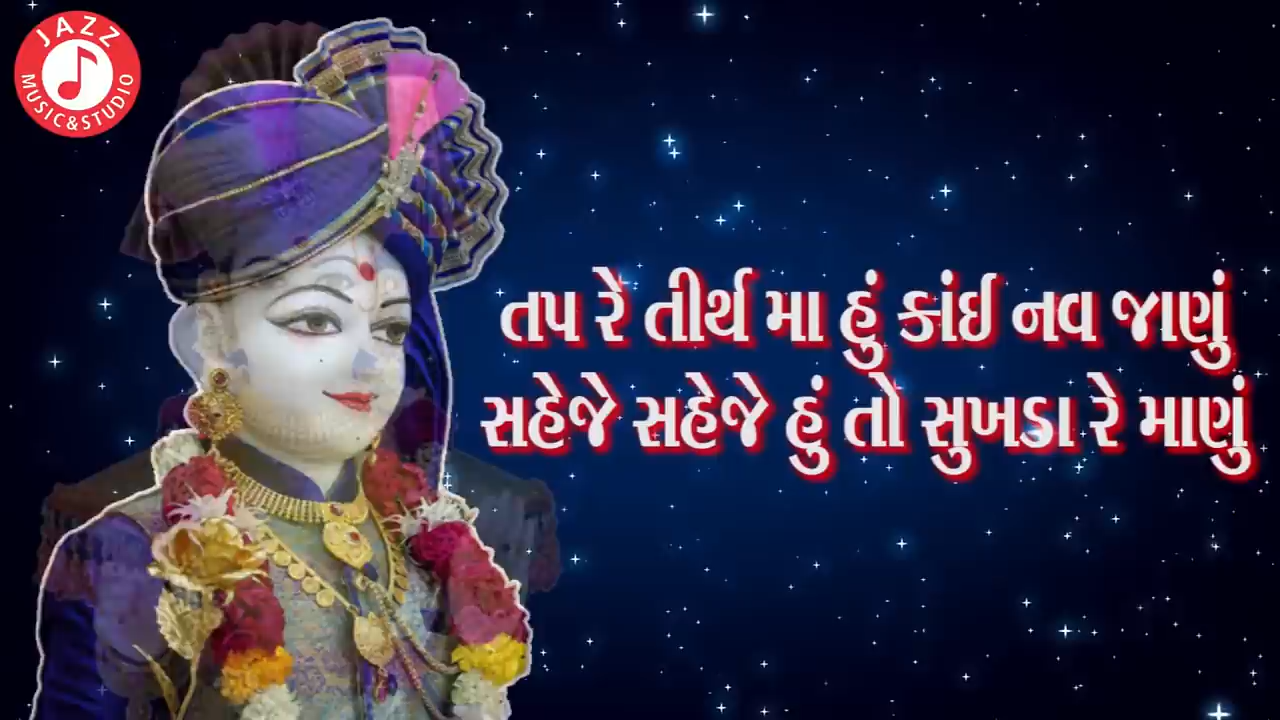 JAZZ
MUSIC&STUDIO
તપ રે તીર્થ મા હું કાંઈ નવ જાણું
સહેજે સહેજે હું તો સુખડા રે માણું